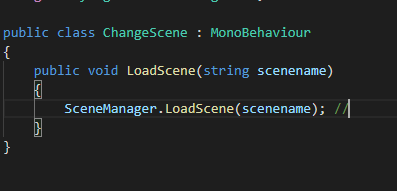 public class ChangeScene : MonoBehaviour
{
    public void LoadScene(string scenename)
    {
        SceneManager.LoadScene(scenename); //
    }
}